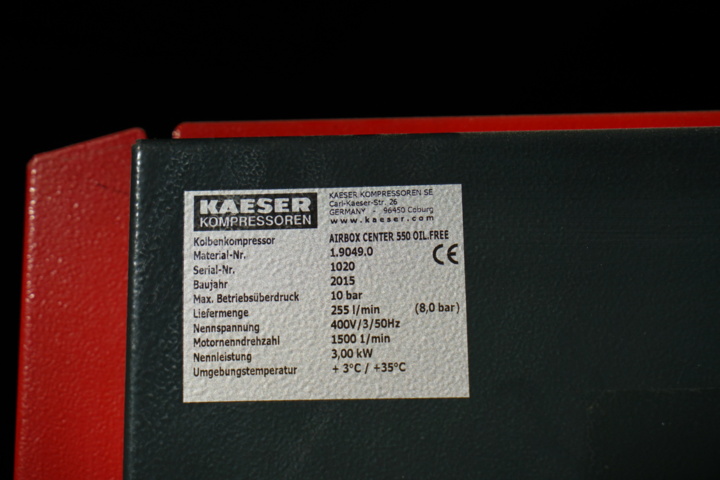 KAESER
KOMPRESSOREN
KAESER KOMPRESSOREN SE
Carl-Kaeser-Str. 26
GERMANY - 96450 Coburg
www.kaeser.com
Kolbenkompressor AIRBOX CENTER 550 OIL.FREE
Material-Nr. 1.9049.0
CE
Serial-Nr. 1020
Baujahr 2015
Max. Betriebsüberdruck 10 bar
Liefermenge 255 l/min (8,0 bar)
Nennspannung 400V/3/50Hz
Motornenndrehzahl 1500 1/min
Nennleistung 3,00 kW
Umgebungstemperatur + 3°C / +35°C